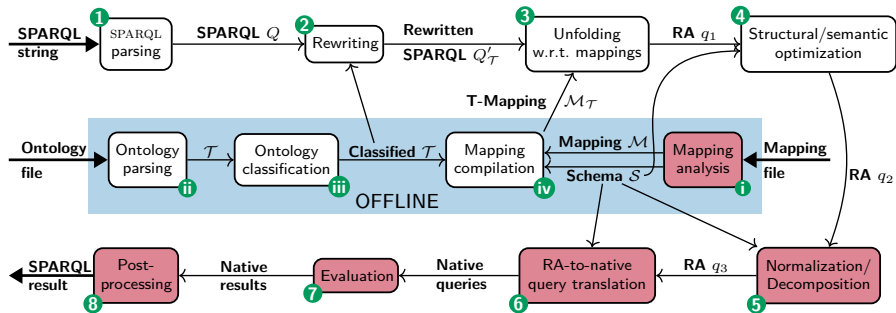 1
SPARQL
string
SPARQL
parsing
SPARQL Q
2
Rewriting
Rewritten
SPARQL Q′𝒯
3
Unfolding
w.r.t. mappings
RA q₁
4
Structural/semantic
optimization
T-Mapping ℳ𝒯
Ontology
file
Ontology
parsing
ii
𝒯
Ontology
classification
iii
Classified 𝒯
Mapping
compilation
iv
Mapping ℳ
Schema 𝒮
Mapping
analysis
i
Mapping
file
OFFLINE
RA q₂
SPARQL
result
Post-
processing
8
Native
results
Evaluation
7
Native
queries
RA-to-native
query translation
6
RA q₃
Normalization/
Decomposition
5